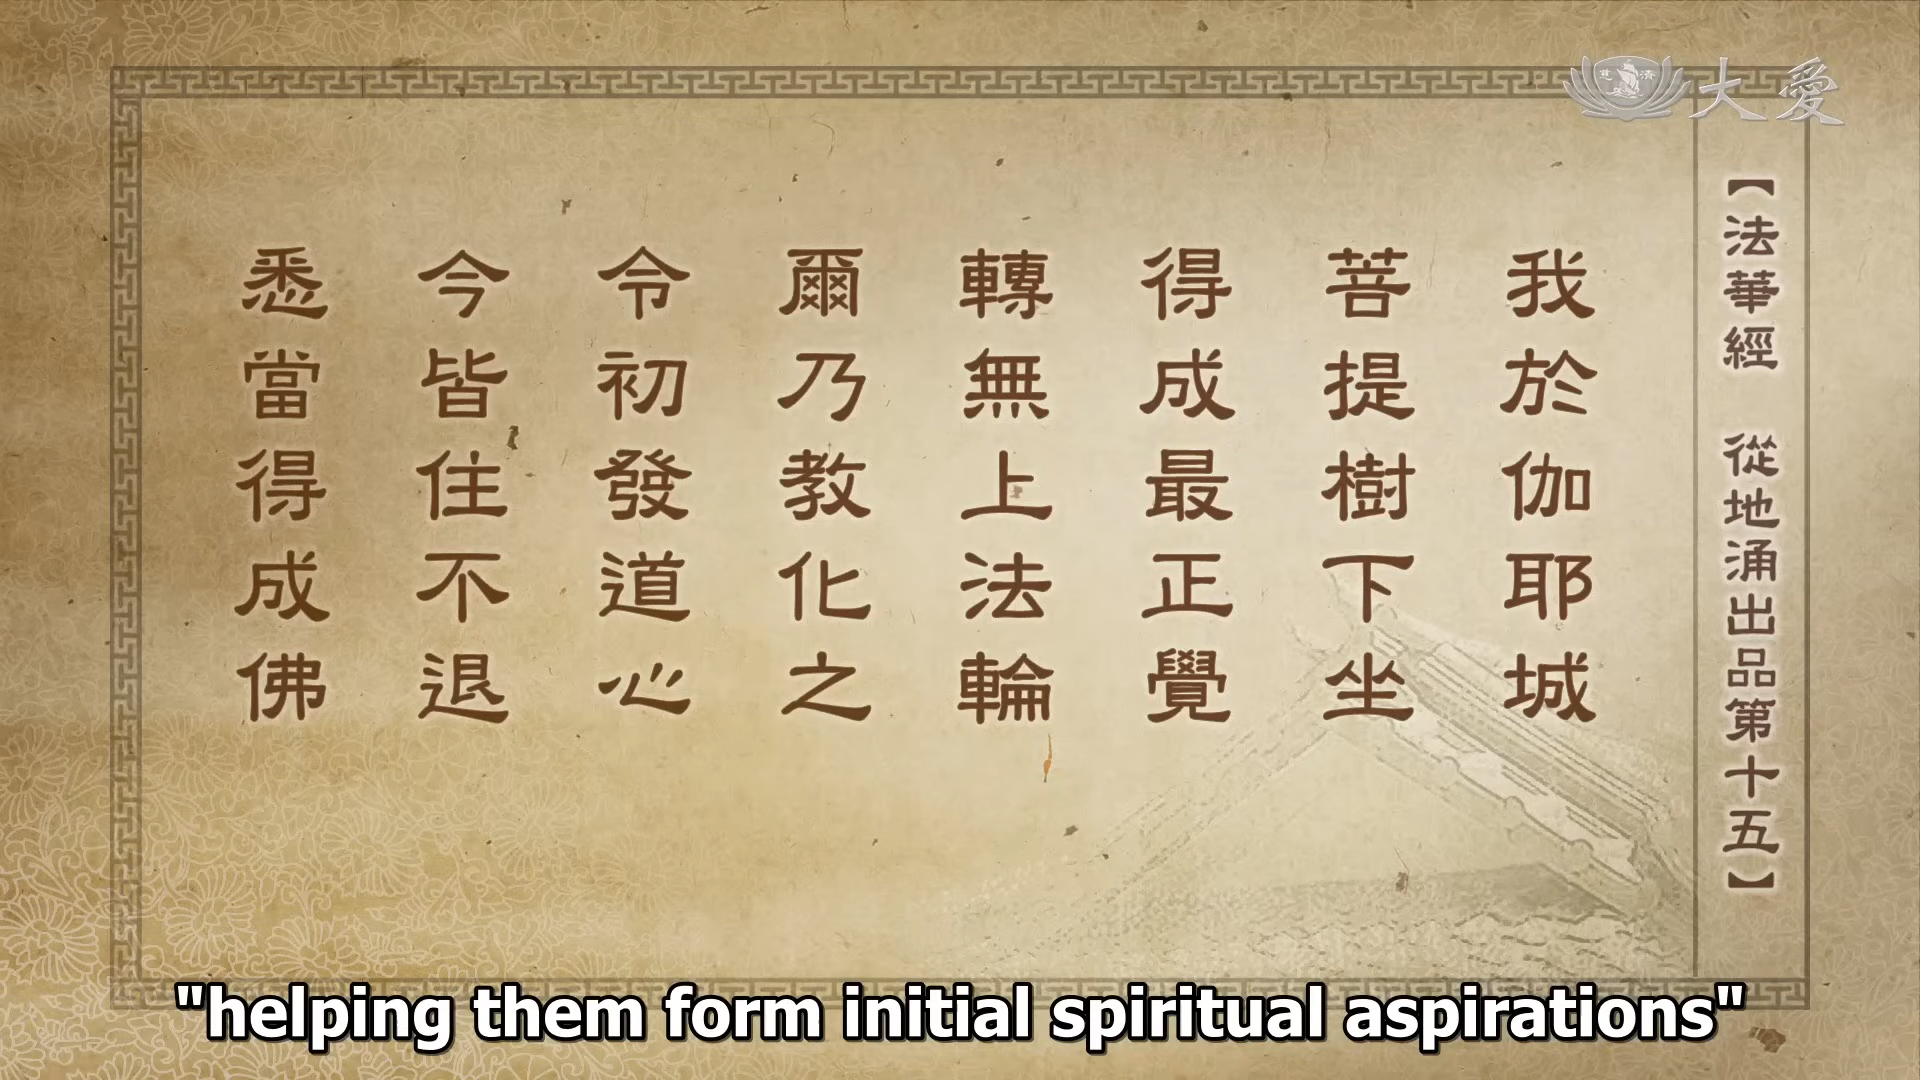 大愛
慈濟
【法華經 從地涌出品第十五】
我於伽耶城
菩提樹下坐
得成最正覺
轉無上法輪
爾乃教化之
令初發道心
今皆住不退
悉當得成佛
"helping them form initial spiritual aspirations"